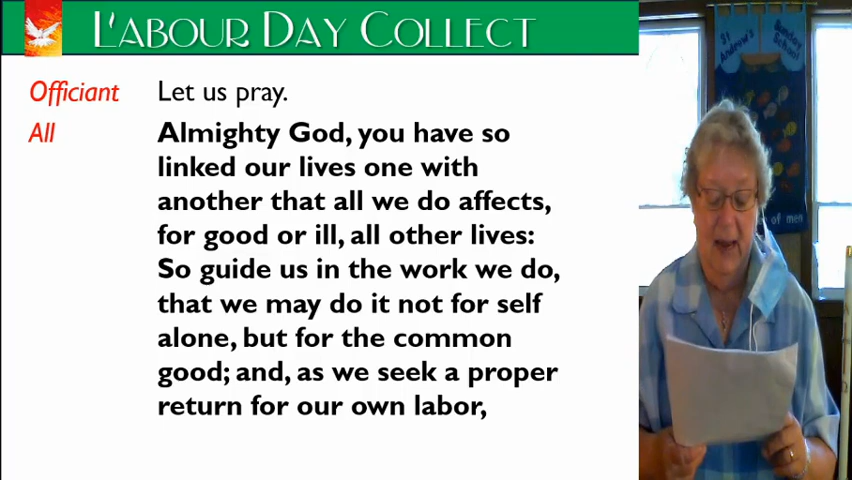 L'ABOUR DAY COLLECT
Officiant Let us pray.
All Almighty God, you have so
linked our lives one with
another that all we do affects,
for good or ill, all other lives:
So guide us in the work we do,
that we may do it not for self
alone, but for the common
good; and, as we seek a proper
return for our own labor,
St Andrew's
Sunday School
of men